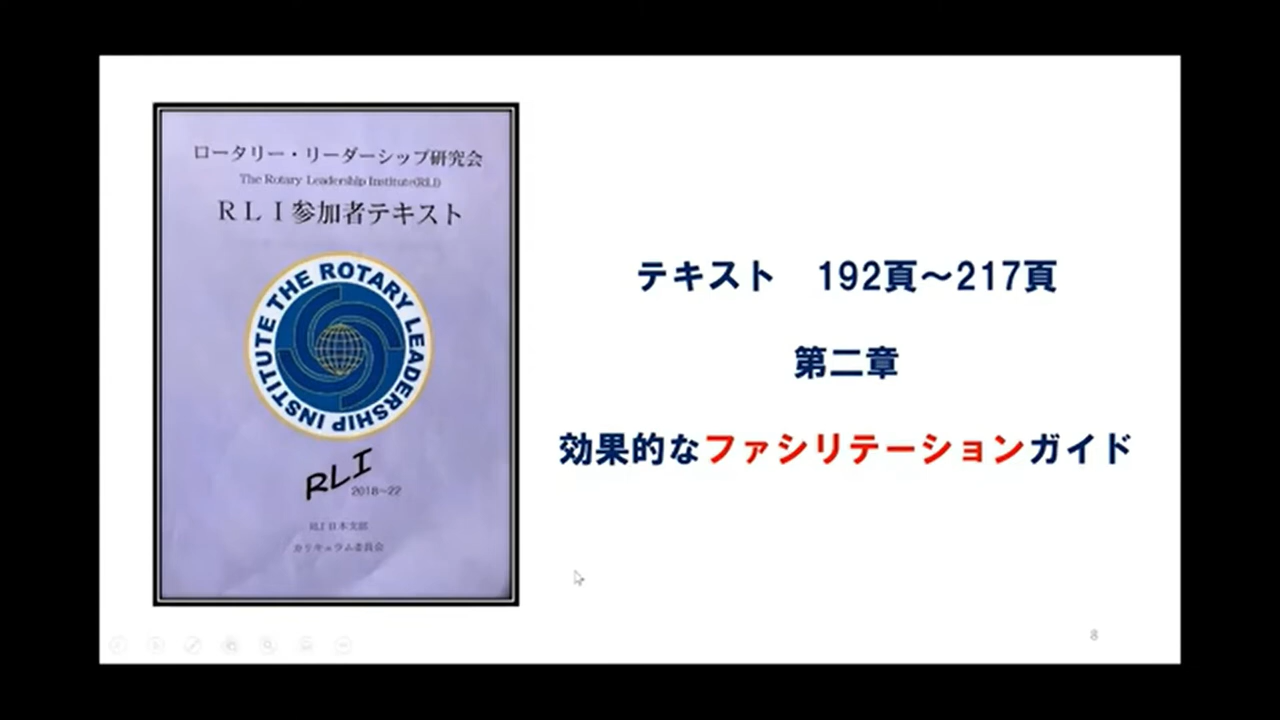 ロータリー・リーダーシップ研究会
The Rotary Leadership Institute(RLI)
ＲＬＩ参加者テキスト
THE ROTARY LEADERSHIP INSTITUTE
RLI
2018~22
RLI日本支部
カリキュラム委員会
テキスト　192頁～217頁
第二章
効果的なファシリテーションガイド
8